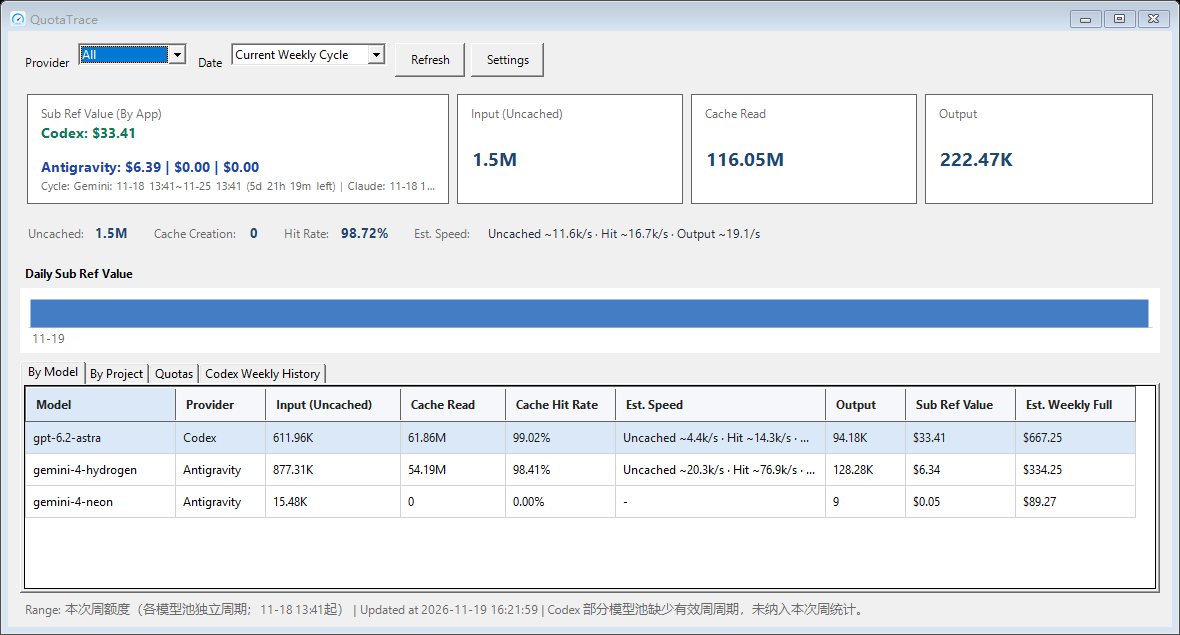 QuotaTrace
Provider All Date Current Weekly Cycle Refresh Settings
Sub Ref Value (By App)
Codex: $33.41
Antigravity: $6.39 | $0.00 | $0.00
Cycle: Gemini: 11-18 13:41~11-25 13:41 (5d 21h 19m left) | Claude: 11-18 1...
Input (Uncached)
1.5M
Cache Read
116.05M
Output
222.47K
Uncached: 1.5M Cache Creation: 0 Hit Rate: 98.72% Est. Speed: Uncached ~11.6k/s · Hit ~16.7k/s · Output ~19.1/s
Daily Sub Ref Value
11-19
By Model By Project Quotas Codex Weekly History
Model Provider Input (Uncached) Cache Read Cache Hit Rate Est. Speed Output Sub Ref Value Est. Weekly Full
gpt-6.2-astra Codex 611.96K 61.86M 99.02% Uncached ~4.4k/s · Hit ~14.3k/s · ... 94.18K $33.41 $667.25
gemini-4-hydrogen Antigravity 877.31K 54.19M 98.41% Uncached ~20.3k/s · Hit ~76.9k/s · ... 128.28K $6.34 $334.25
gemini-4-neon Antigravity 15.48K 0 0.00% - 9 $0.05 $89.27
Range: 本次周额度（各模型池独立周期；11-18 13:41起） | Updated at 2026-11-19 16:21:59 | Codex 部分模型池缺少有效周周期，未纳入本次周统计。